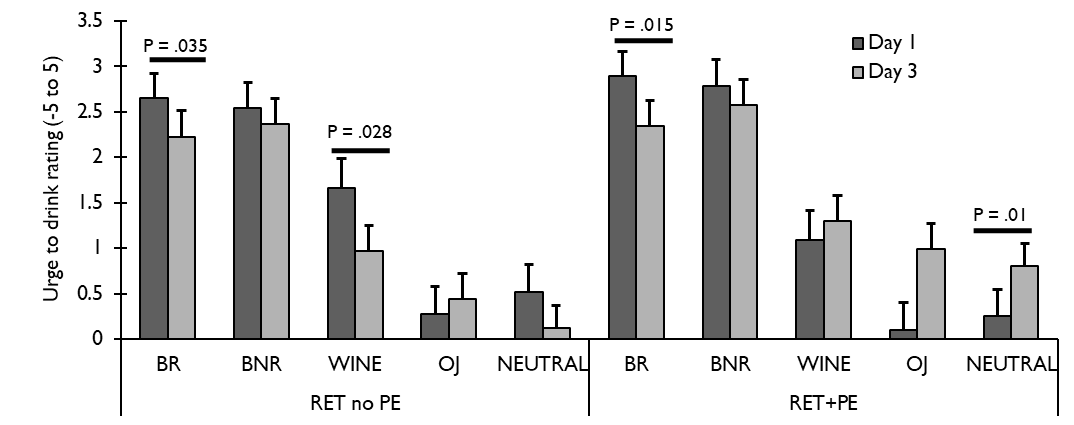 3.5
3
2.5
2
1.5
1
0.5
0
Urge to drink rating (-5 to 5)
P = .035
P = .028
P = .015
P = .01
Day 1
Day 3
BR BNR WINE OJ NEUTRAL BR BNR WINE OJ NEUTRAL
RET no PE RET+PE